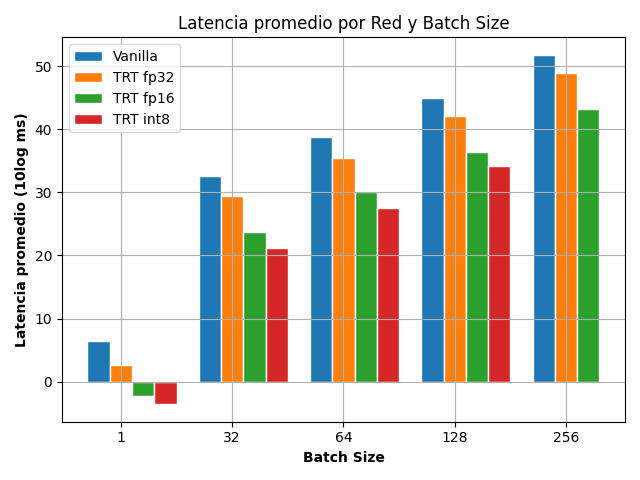 Latencia promedio por Red y Batch Size
Vanilla
TRT fp32
TRT fp16
TRT int8
Latencia promedio (10log ms)
50
40
30
20
10
0
1 32 64 128 256
Batch Size